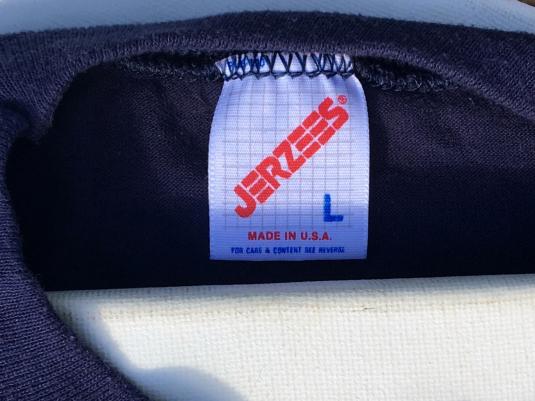 JERZEES®
L
MADE IN U.S.A.
FOR CARE & CONTENT SEE REVERSE